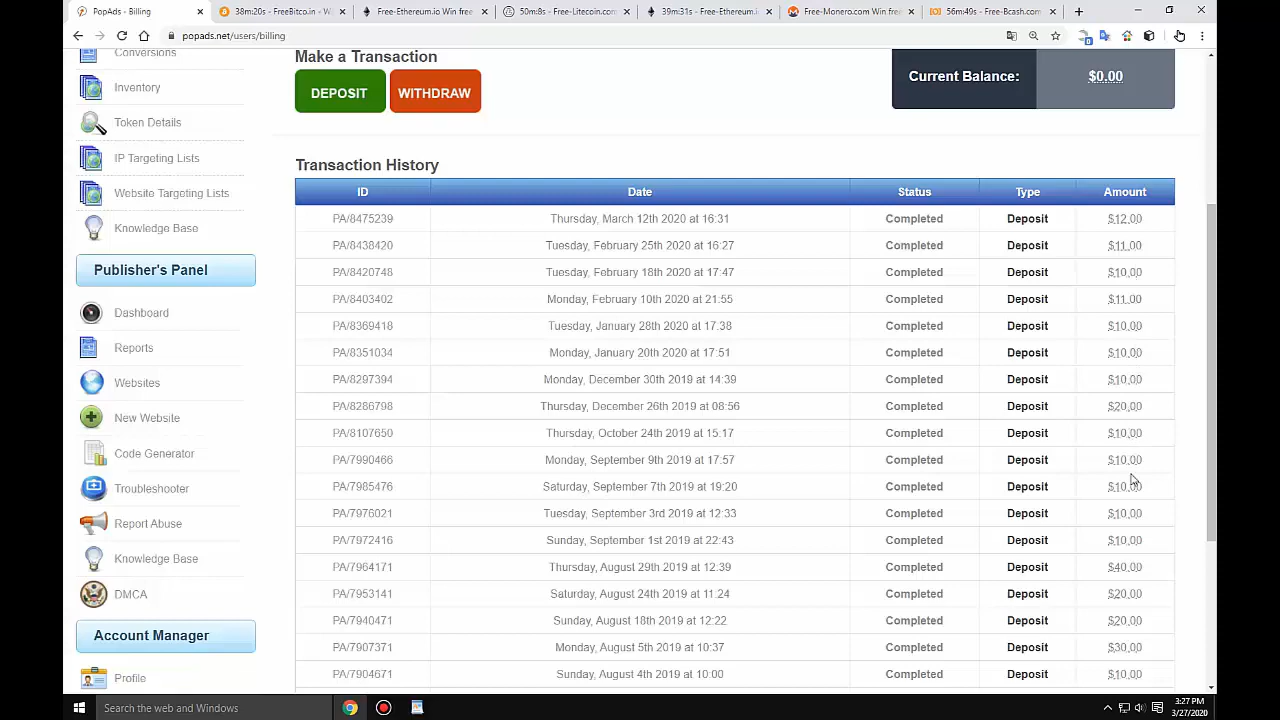 PopAds - Billing
38m:20s - FreeBitco.in - W
Free-Ethereum.io Win free
50m:8s - Free-Litecoin.com
39m:31s - Free-Ethereum.i
Free-Monero.com Win free
56m:49s - Free-Bcash.com
popads.net/users/billing
Conversions
Inventory
Token Details
IP Targeting Lists
Website Targeting Lists
Knowledge Base
Publisher's Panel
Dashboard
Reports
Websites
New Website
Code Generator
Troubleshooter
Report Abuse
Knowledge Base
DMCA
Account Manager
Profile
Make a Transaction
DEPOSIT
WITHDRAW
Current Balance: $0.00
Transaction History
ID Date Status Type Amount
PA/8475239 Thursday, March 12th 2020 at 16:31 Completed Deposit $12.00
PA/8438420 Tuesday, February 25th 2020 at 16:27 Completed Deposit $11.00
PA/8420748 Tuesday, February 18th 2020 at 17:47 Completed Deposit $10.00
PA/8403402 Monday, February 10th 2020 at 21:55 Completed Deposit $11.00
PA/8369418 Tuesday, January 28th 2020 at 17:38 Completed Deposit $10.00
PA/8351034 Monday, January 20th 2020 at 17:51 Completed Deposit $10.00
PA/8297394 Monday, December 30th 2019 at 14:39 Completed Deposit $10.00
PA/8286798 Thursday, December 26th 2019 at 08:56 Completed Deposit $20.00
PA/8107650 Thursday, October 24th 2019 at 15:17 Completed Deposit $10.00
PA/7990466 Monday, September 9th 2019 at 17:57 Completed Deposit $10.00
PA/7985476 Saturday, September 7th 2019 at 19:20 Completed Deposit $10.00
PA/7976021 Tuesday, September 3rd 2019 at 12:33 Completed Deposit $10.00
PA/7972416 Sunday, September 1st 2019 at 22:43 Completed Deposit $10.00
PA/7964171 Thursday, August 29th 2019 at 12:39 Completed Deposit $40.00
PA/7953141 Saturday, August 24th 2019 at 11:24 Completed Deposit $20.00
PA/7940471 Sunday, August 18th 2019 at 12:22 Completed Deposit $20.00
PA/7907371 Monday, August 5th 2019 at 10:37 Completed Deposit $30.00
PA/7904671 Sunday, August 4th 2019 at 10:00 Completed Deposit $10.00
Search the web and Windows
3:27 PM
3/27/2020